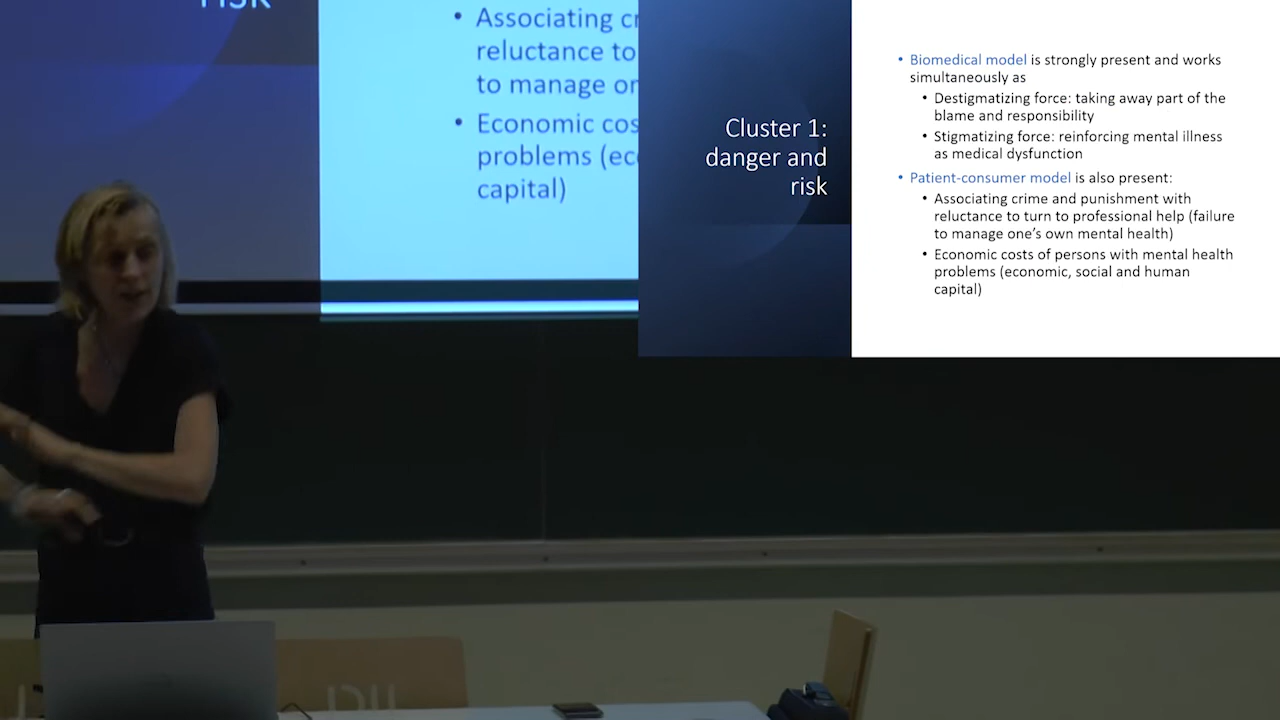 risk
• Associating cr
reluctance to
to manage or
• Economic cos
problems (ec
capital)
Cluster 1:
danger and
risk
• Biomedical model is strongly present and works
simultaneously as
• Destigmatizing force: taking away part of the
blame and responsibility
• Stigmatizing force: reinforcing mental illness
as medical dysfunction
• Patient-consumer model is also present:
• Associating crime and punishment with
reluctance to turn to professional help (failure
to manage one’s own mental health)
• Economic costs of persons with mental health
problems (economic, social and human
capital)